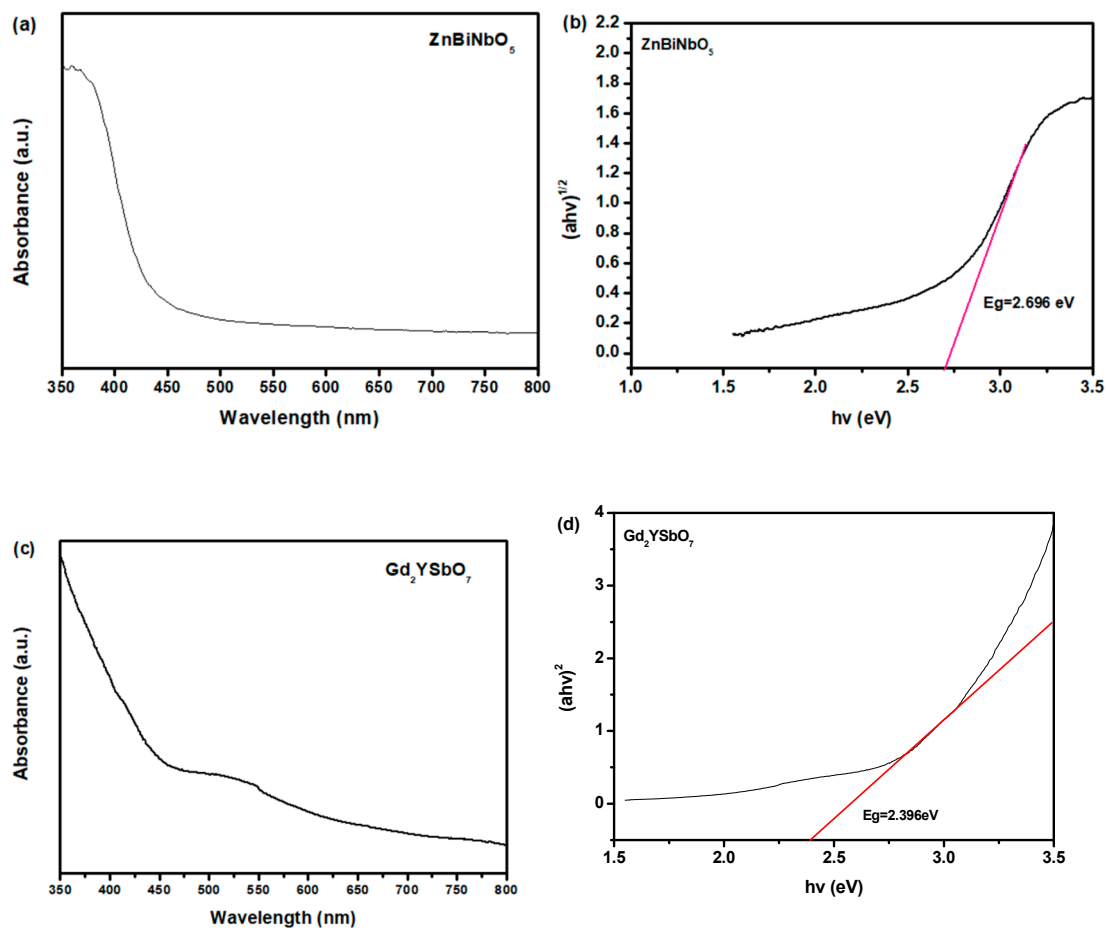 (a)
ZnBiNbO₅
Absorbance (a.u.)
350 400 450 500 550 600 650 700 750 800
Wavelength (nm)
(b)
ZnBiNbO₅
2.2
1.8
1.6
1.4
1.2
1.0
0.8
0.6
0.4
0.2
0.0
(ahv)¹/²
Eg=2.696 eV
1.0 1.5 2.0 2.5 3.0 3.5
hv (eV)
(c)
Gd₂YSbO₇
Absorbance (a.u.)
350 400 450 500 550 600 650 700 750 800
Wavelength (nm)
(d)
Gd₂YSbO₇
4
3
2
1
0
(ahv)²
Eg=2.396eV
1.5 2.0 2.5 3.0 3.5
hv (eV)